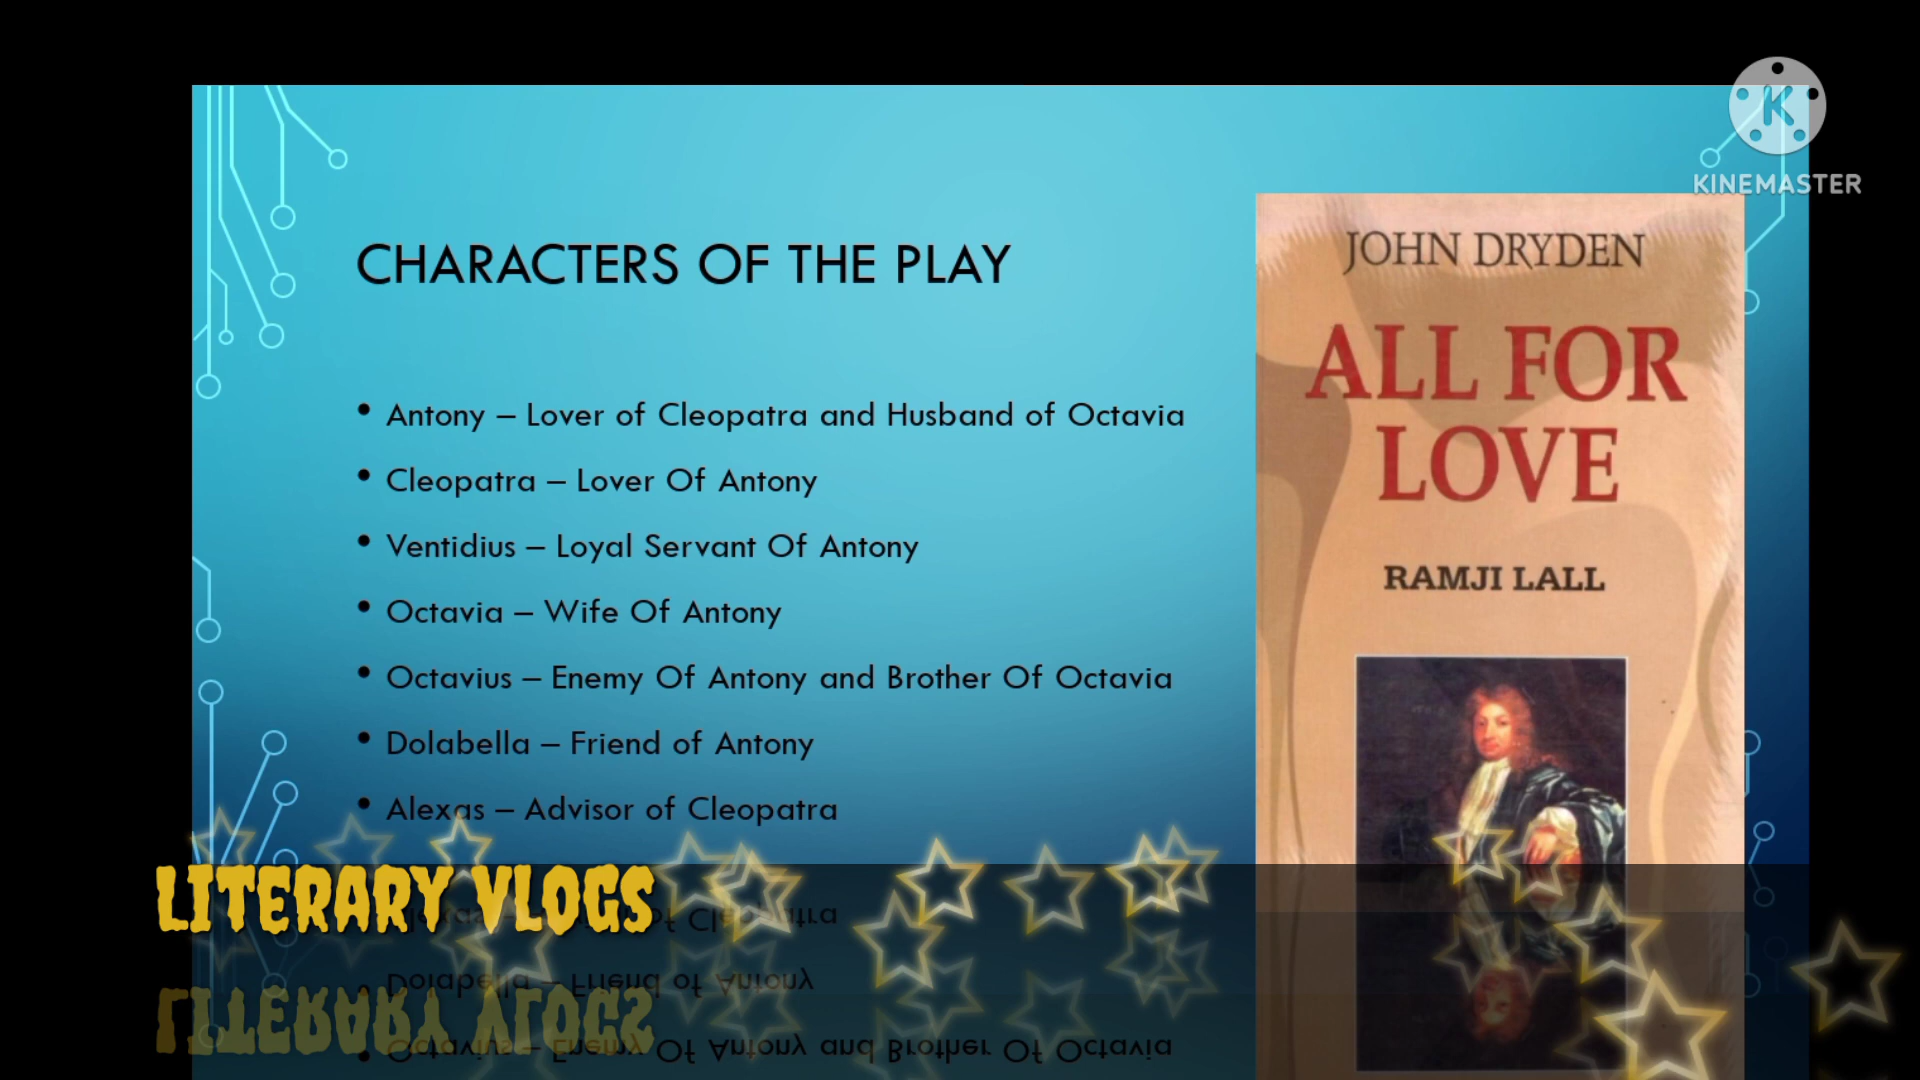 K
KINEMASTER
CHARACTERS OF THE PLAY
• Antony – Lover of Cleopatra and Husband of Octavia
• Cleopatra – Lover Of Antony
• Ventidius – Loyal Servant Of Antony
• Octavia – Wife Of Antony
• Octavius – Enemy Of Antony and Brother Of Octavia
• Dolabella – Friend of Antony
• Alexas – Advisor of Cleopatra
JOHN DRYDEN
ALL FOR
LOVE
RAMJI LALL
LITERARY VLOGS